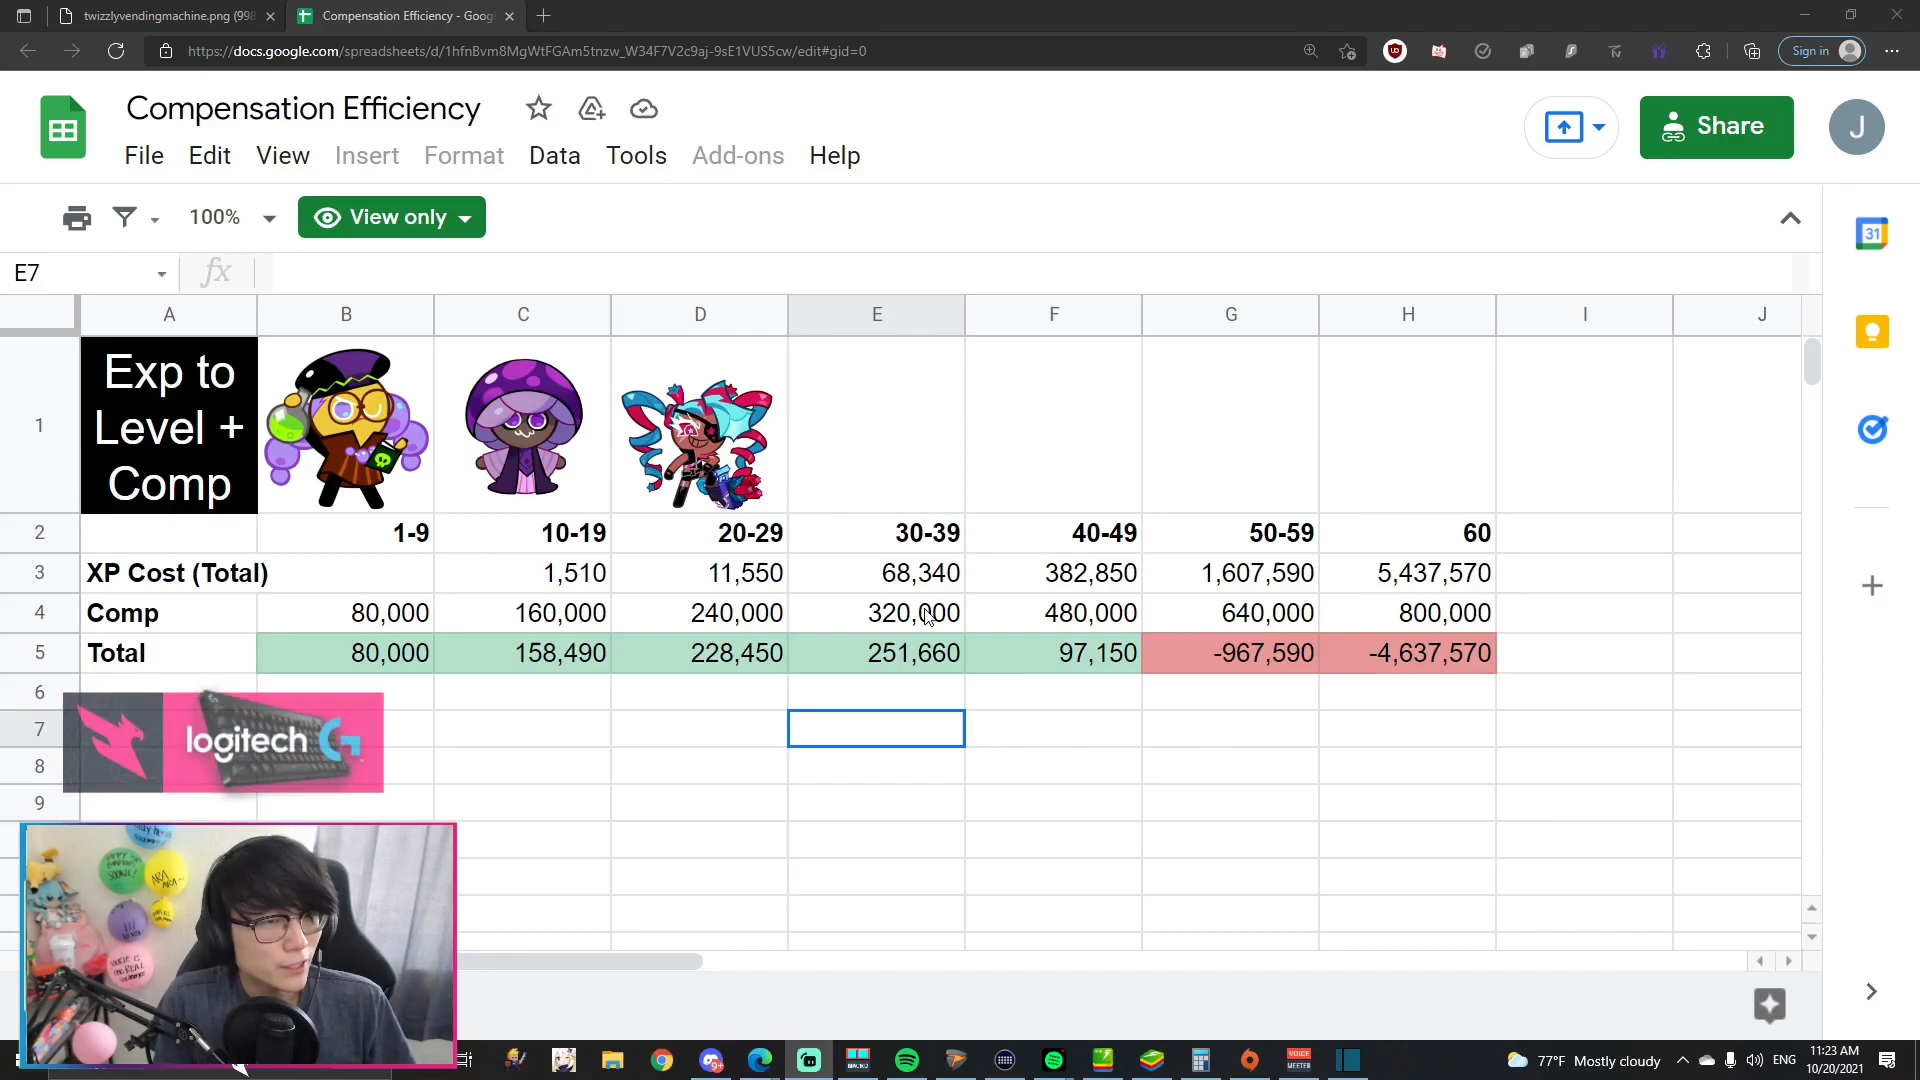 twizzlyvendingmachine.png (998
Compensation Efficiency - Goog
https://docs.google.com/spreadsheets/d/1hfnBvm8MgWtFGAm5tnzw_W34F7V2c9aj-9sE1VUS5cw/edit#gid=0
Sign in
Compensation Efficiency
File Edit View Insert Format Data Tools Add-ons Help
Share
J
100%
View only
31
E7
fx
A B C D E F G H I J
1
Exp to
Level +
Comp
2 1-9 10-19 20-29 30-39 40-49 50-59 60
3 XP Cost (Total) 1,510 11,550 68,340 382,850 1,607,590 5,437,570
4 Comp 80,000 160,000 240,000 320,000 480,000 640,000 800,000
5 Total 80,000 158,490 228,450 251,660 97,150 -967,590 -4,637,570
6
7
logitech G
8
9
77°F Mostly cloudy
ENG
11:23 AM
10/20/2021